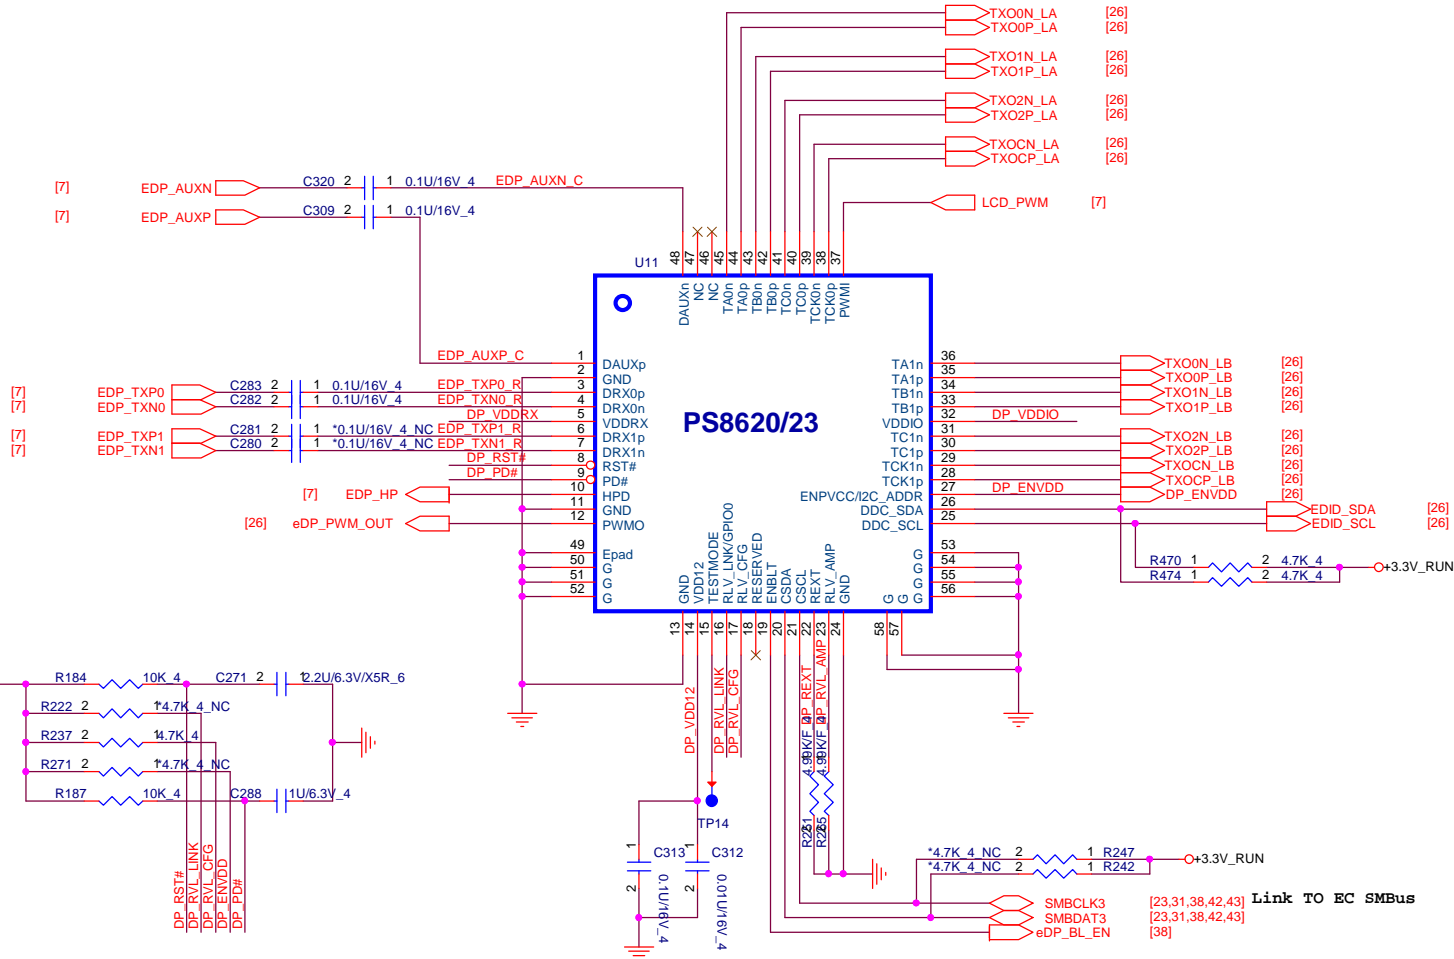 TXO0N_LA [26]
TXO0P_LA [26]
TXO1N_LA [26]
TXO1P_LA [26]
TXO2N_LA [26]
TXO2P_LA [26]
TXOCN_LA [26]
TXOCP_LA [26]
[7] EDP_AUXN C320 2 1 0.1U/16V_4 EDP_AUXN_C
[7] EDP_AUXP C309 2 1 0.1U/16V_4
LCD_PWM [7]
U11
48 47 46 45 44 43 42 41 40 39 38 37
DAUXn NC NC TA0n TA0p TB0n TB0p TC0n TC0p TCK0n TCK0p PWMI
PS8620/23
EDP_AUXP_C 1 DAUXp
2 GND
[7] EDP_TXP0 C283 2 1 0.1U/16V_4 EDP_TXP0_R 3 DRX0p
[7] EDP_TXN0 C282 2 1 0.1U/16V_4 EDP_TXN0_R 4 DRX0n
DP_VDDRX 5 VDDRX
[7] EDP_TXP1 C281 2 1 *0.1U/16V_4_NC EDP_TXP1_R 6 DRX1p
[7] EDP_TXN1 C280 2 1 *0.1U/16V_4_NC EDP_TXN1_R 7 DRX1n
DP_RST# 8 RST#
DP_PD# 9 PD#
[7] EDP_HP 10 HPD
11 GND
[26] eDP_PWM_OUT 12 PWMO
49 Epad
50 G
51 G
52 G
TA1n 36 TXO0N_LB [26]
TA1p 35 TXO0P_LB [26]
TB1n 34 TXO1N_LB [26]
TB1p 33 TXO1P_LB [26]
VDDIO 32 DP_VDDIO
TC1n 31 TXO2N_LB [26]
TC1p 30 TXO2P_LB [26]
TCK1n 29 TXOCN_LB [26]
TCK1p 28 TXOCP_LB [26]
ENPVCC/I2C_ADDR 27 DP_ENVDD DP_ENVDD [26]
DDC_SDA 26 EDID_SDA [26]
DDC_SCL 25 EDID_SCL [26]
G 53
G 54
G 55
G 56
R470 1 2 4.7K_4
R474 1 2 4.7K_4
+3.3V_RUN
GND VDD12 TESTMODE RLV_LNK/GPIO0 RLV_CFG RESERVED ENBLT CSDA CSCL REXT RLV_AMP GND G G
13 14 15 16 17 18 19 20 21 22 23 24 58 57
DP_VDD12 DP_RVL_LINK DP_RVL_CFG DP_REXT DP_RVL_AMP
4.99K/F_4 4.99K/F_4
R184 10K_4 C271 2 1 2.2U/6.3V/X5R_6
R222 2 1 *4.7K_4_NC
R237 2 1 4.7K_4
R271 2 1 *4.7K_4_NC
R187 10K_4 C288 1U/6.3V_4
DP_RST# DP_RVL_LINK DP_RVL_CFG DP_ENVDD DP_PD#
TP14
1 C313 2 0.1U/16V_4
1 C312 2 0.01U/16V_4
*4.7K_4_NC 2 1 R247
*4.7K_4_NC 2 1 R242
+3.3V_RUN
SMBCLK3 [23,31,38,42,43] Link TO EC SMBus
SMBDAT3 [23,31,38,42,43]
eDP_BL_EN [38]